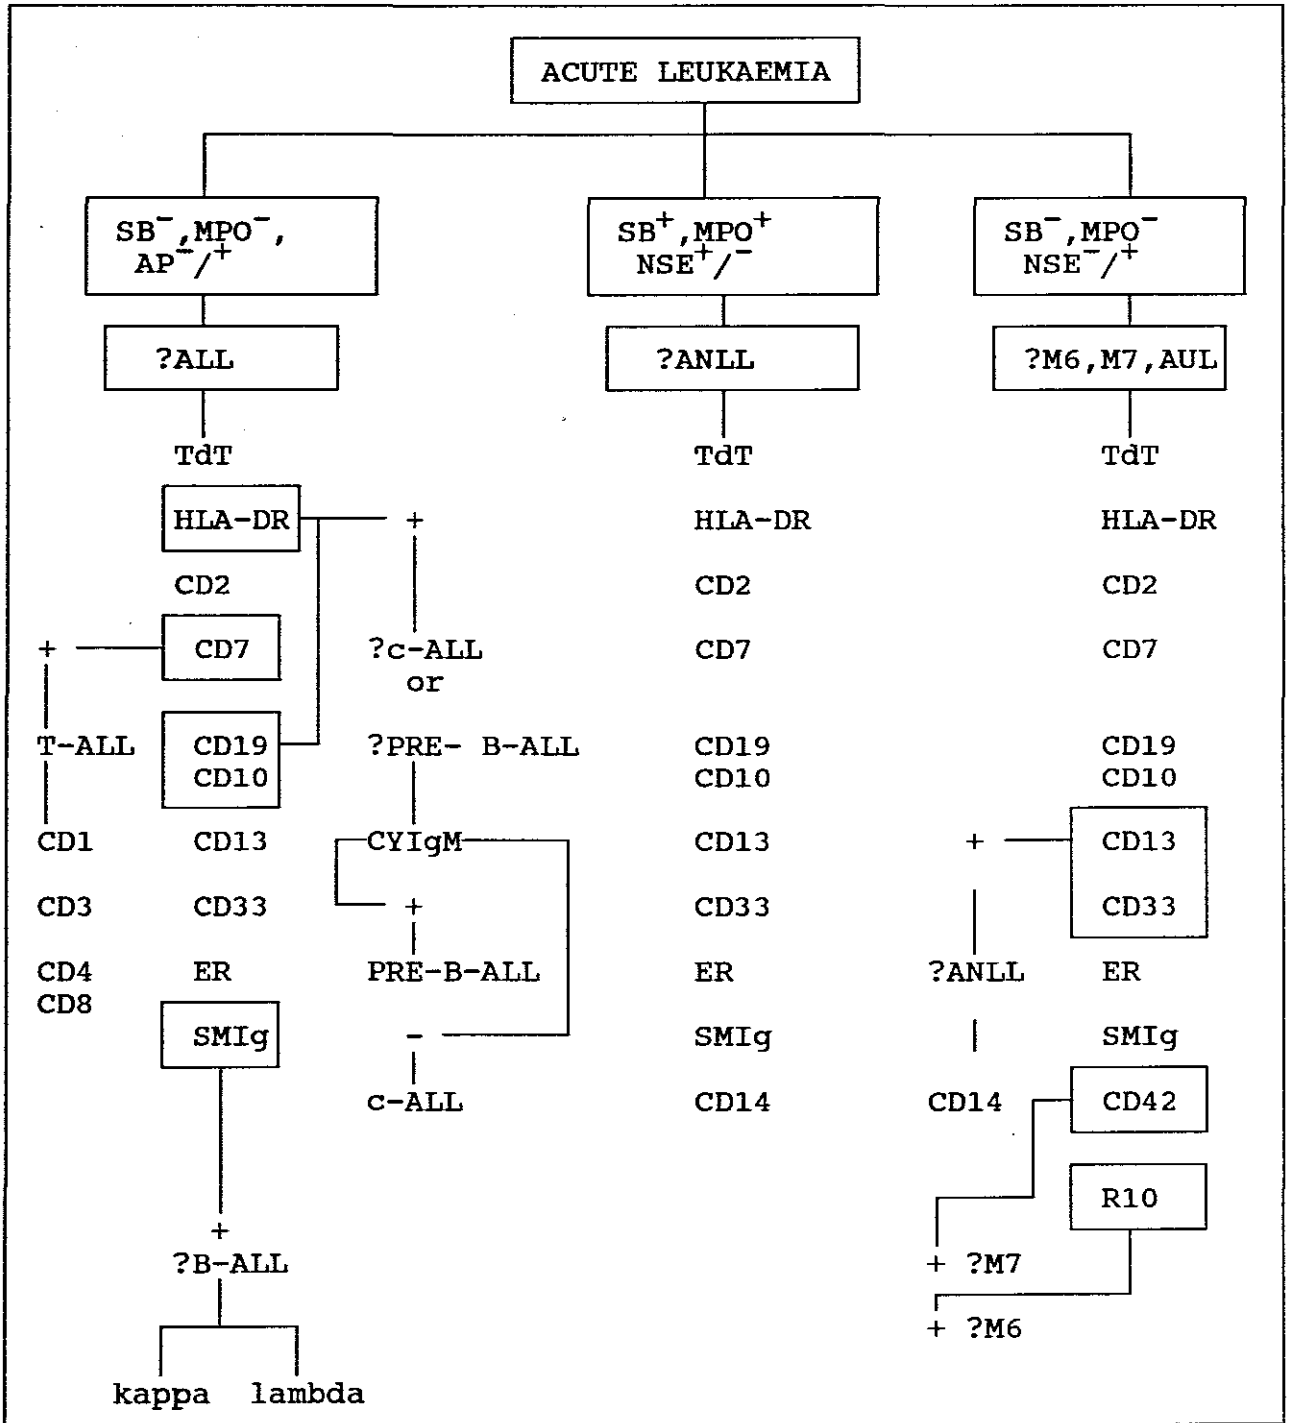 ACUTE LEUKAEMIA
SB⁻,MPO⁻, SB⁺,MPO⁺ SB⁻,MPO⁻
AP⁻/⁺ NSE⁺/⁻ NSE⁻/⁺
?ALL ?ANLL ?M6,M7,AUL
TdT TdT TdT
HLA-DR + HLA-DR HLA-DR
CD2 CD2 CD2
+ CD7 ?c-ALL CD7 CD7
or
T-ALL CD19 ?PRE- B-ALL CD19 CD19
CD10 CD10 CD10
CD1 CD13 CYIgM CD13 + CD13
CD3 CD33 + CD33 CD33
CD4 ER PRE-B-ALL ER ?ANLL ER
CD8
SMIg - SMIg SMIg
c-ALL CD14 CD14 CD42
R10
+
?B-ALL + ?M7
+ ?M6
kappa lambda